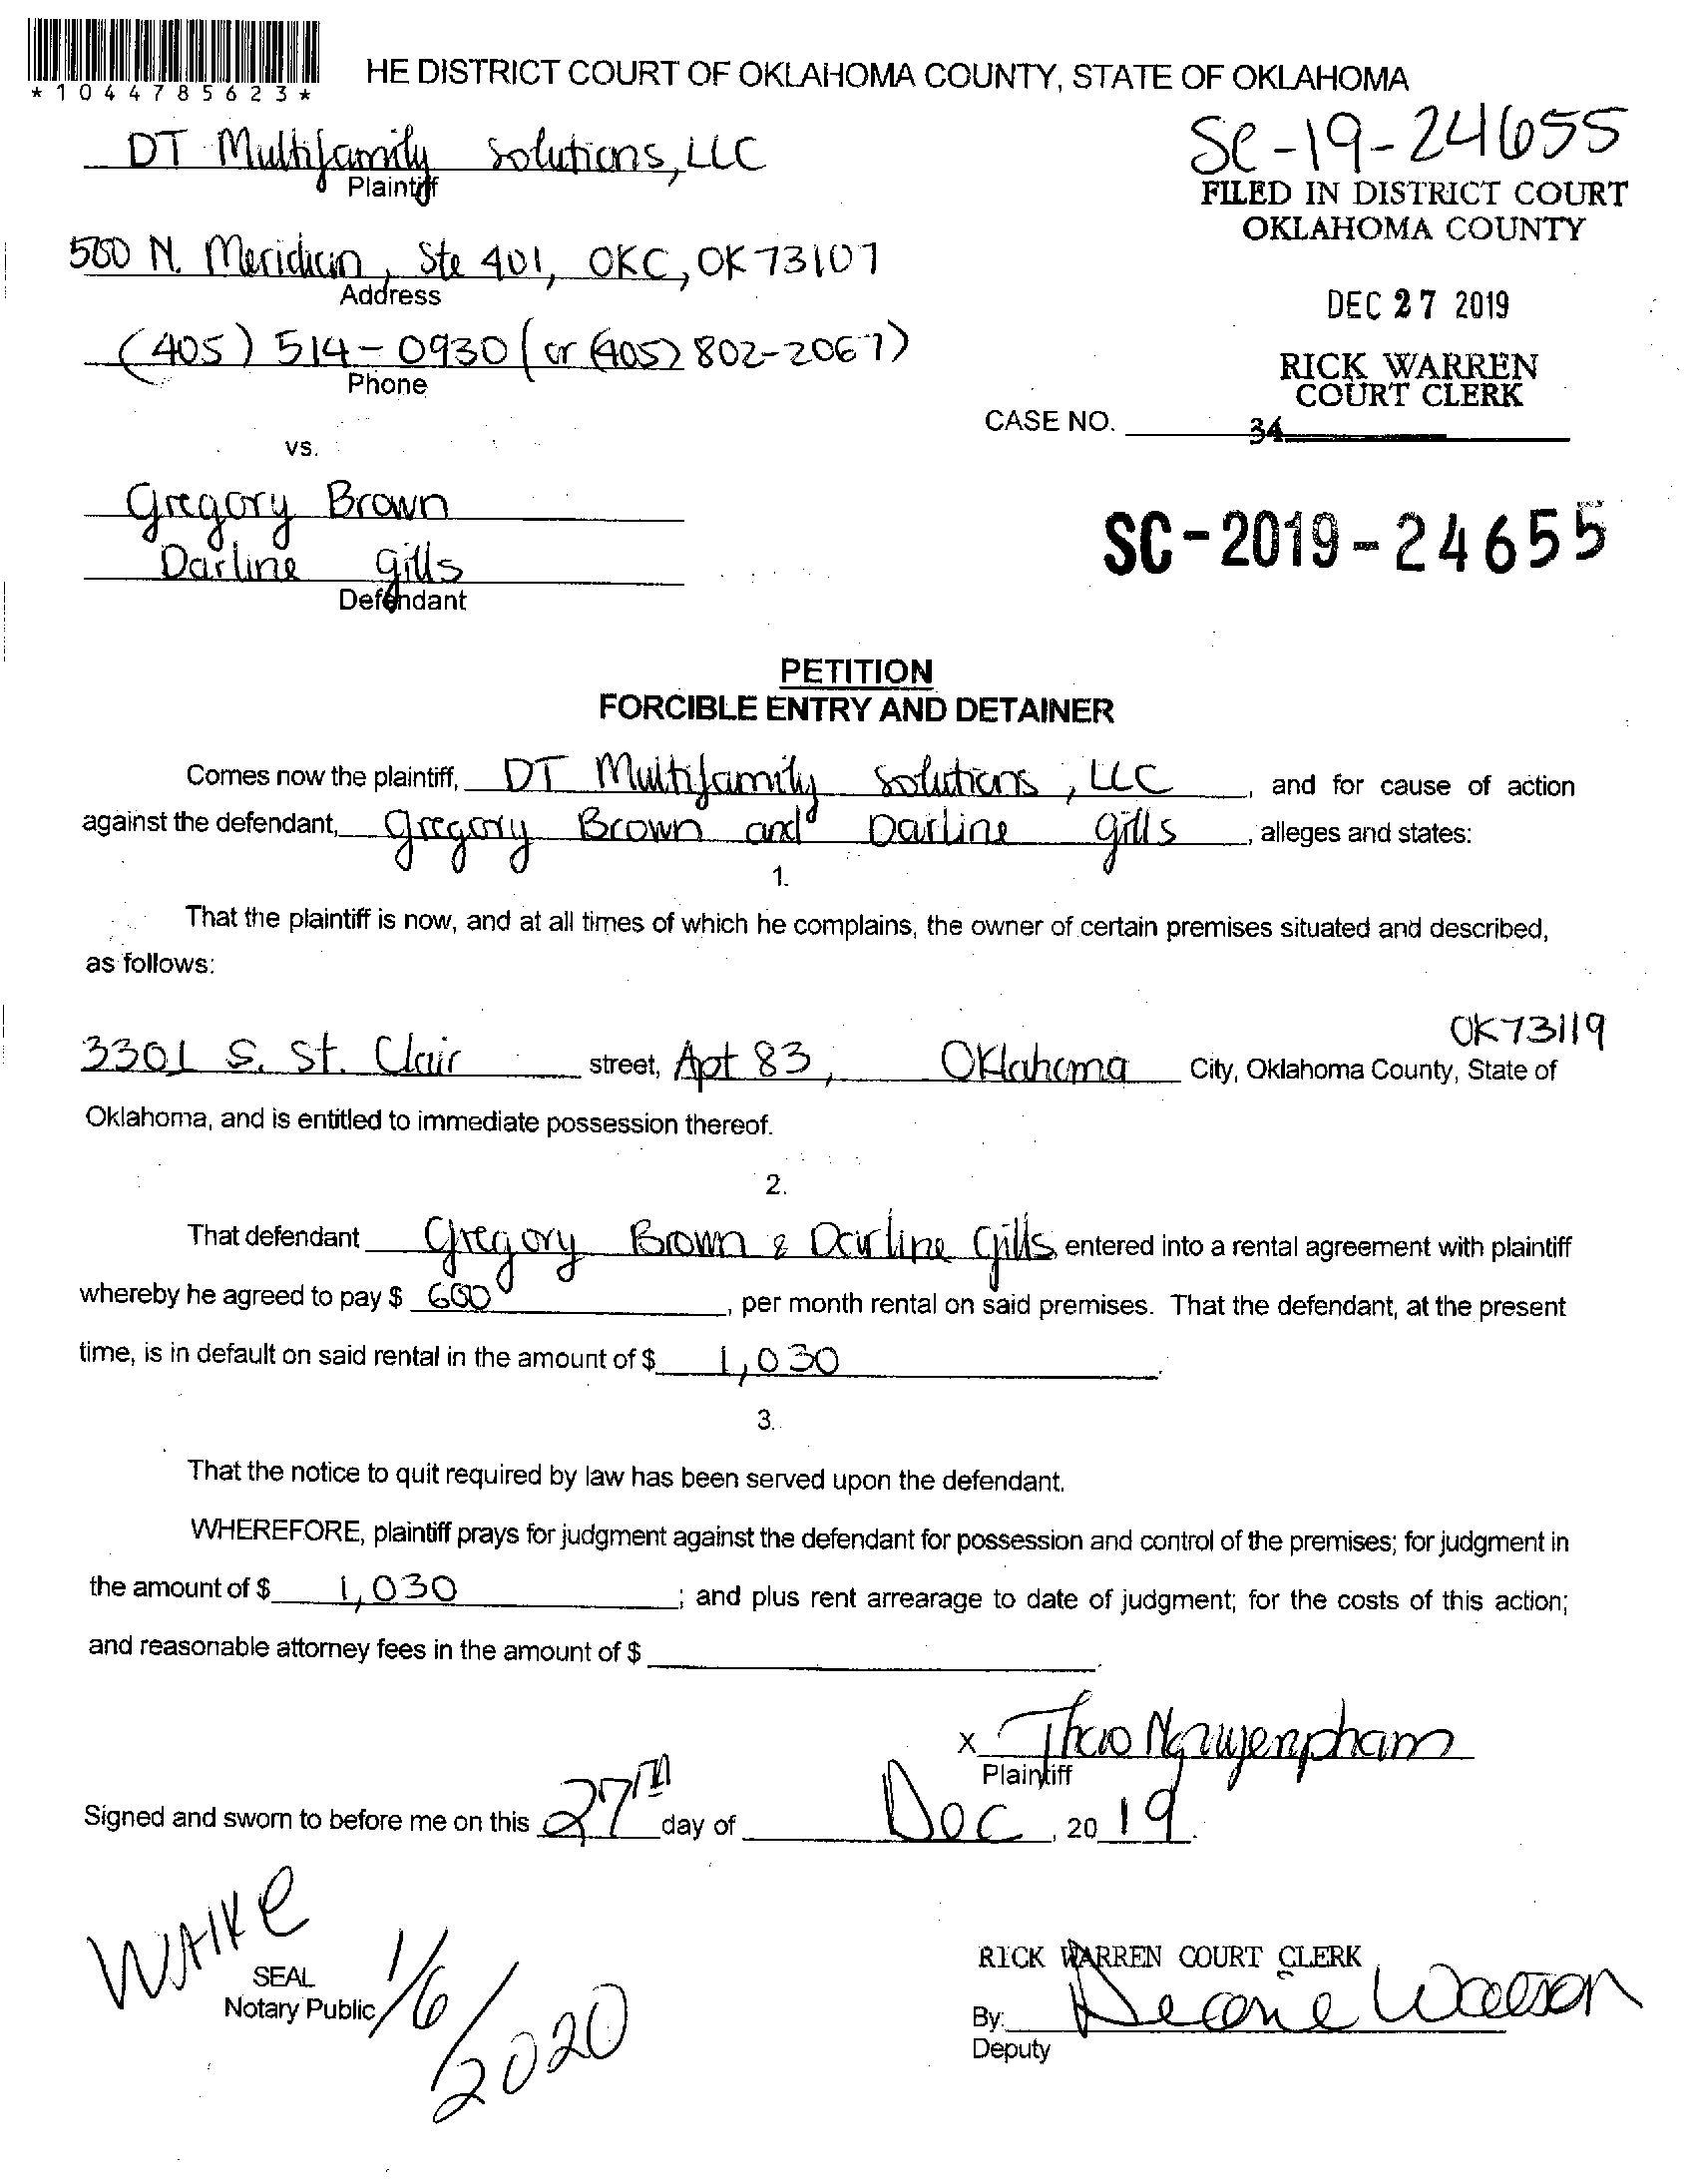 *1044785623*
HE DISTRICT COURT OF OKLAHOMA COUNTY, STATE OF OKLAHOMA
DT Multifamily Solutions, LLC
Plaintiff
SC-19-24655
FILED IN DISTRICT COURT
OKLAHOMA COUNTY
500 N. Meridian, Ste 401, OKC, OK 73107
Address
DEC 27 2019
(405) 514-0930 (or (405) 802-2067)
Phone
RICK WARREN
COURT CLERK
CASE NO.
34
vs.
Gregory Brown
Darline Gills
Defendant
SC-2019-24655
PETITION
FORCIBLE ENTRY AND DETAINER
Comes now the plaintiff, DT Multifamily Solutions, LLC, and for cause of action
against the defendant, Gregory Brown and Darline Gills, alleges and states:
1.
That the plaintiff is now, and at all times of which he complains, the owner of certain premises situated and described,
as follows:
OK 73119
3301 S. St. Clair street, Apt 83, Oklahoma City, Oklahoma County, State of
Oklahoma, and is entitled to immediate possession thereof.
2.
That defendant Gregory Brown & Darline Gills entered into a rental agreement with plaintiff
whereby he agreed to pay $ 600, per month rental on said premises. That the defendant, at the present
time, is in default on said rental in the amount of $ 1,030.
3.
That the notice to quit required by law has been served upon the defendant.
WHEREFORE, plaintiff prays for judgment against the defendant for possession and control of the premises; for judgment in
the amount of $ 1,030; and plus rent arrearage to date of judgment; for the costs of this action;
and reasonable attorney fees in the amount of $
x Thao Nguyenpham
Plaintiff
Signed and sworn to before me on this 27th day of Dec, 2019.
WAIKE
SEAL
Notary Public
1/6/2020
RICK WARREN COURT CLERK
By: Deane Watson
Deputy